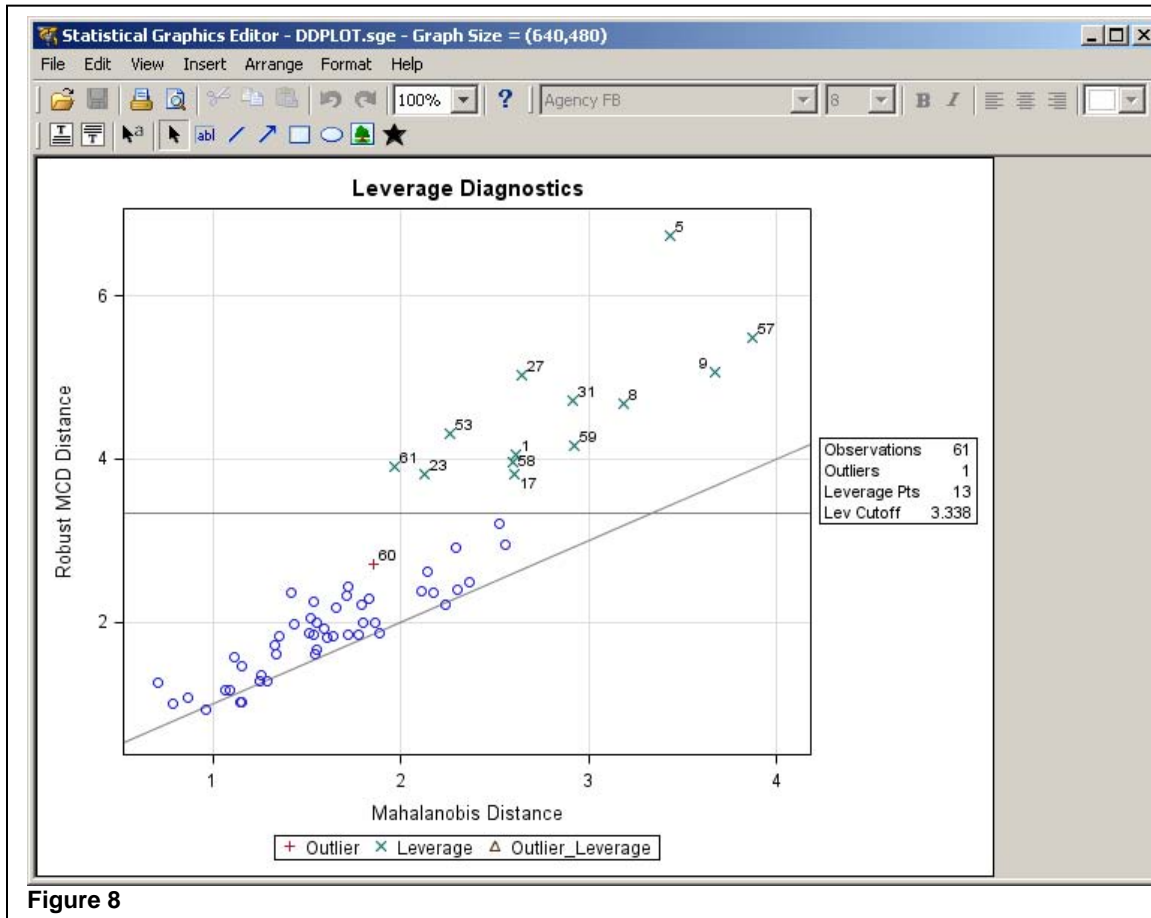 Statistical Graphics Editor - DDPLOT.sge - Graph Size = (640,480)
File Edit View Insert Arrange Format Help
100% ? Agency FB 8 B I
T T a abl
Leverage Diagnostics
5
6
57
27
9
31
8
53
59
1
61
58
4
23
17
Observations 61
Outliers 1
Leverage Pts 13
Lev Cutoff 3.338
Robust MCD Distance
60
2
1 2 3 4
Mahalanobis Distance
+ Outlier × Leverage △ Outlier_Leverage
Figure 8